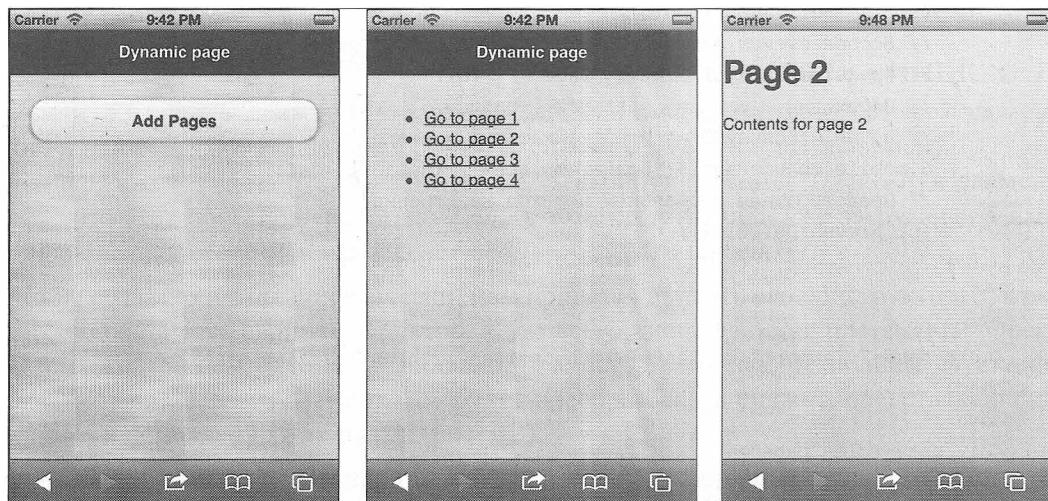 Carrier 9:42 PM
Dynamic page
Add Pages
Carrier 9:42 PM
Dynamic page
Go to page 1
Go to page 2
Go to page 3
Go to page 4
Carrier 9:48 PM
Page 2
Contents for page 2